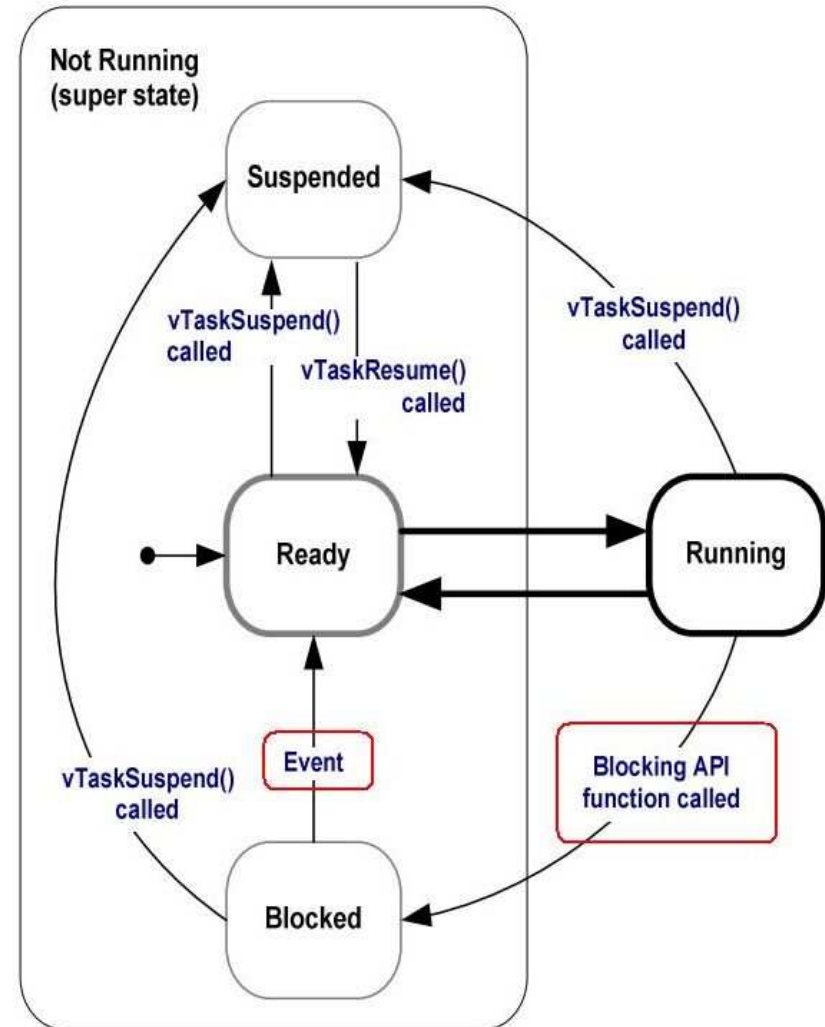 Not Running
(super state)
Suspended
vTaskSuspend()
called
vTaskResume()
called
vTaskSuspend()
called
Ready
Running
Event
Blocking API
function called
vTaskSuspend()
called
Blocked